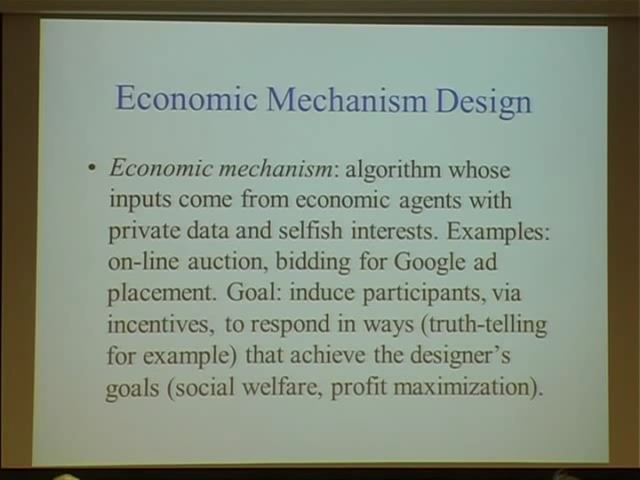 Economic Mechanism Design
• Economic mechanism: algorithm whose
inputs come from economic agents with
private data and selfish interests. Examples:
on-line auction, bidding for Google ad
placement. Goal: induce participants, via
incentives, to respond in ways (truth-telling
for example) that achieve the designer's
goals (social welfare, profit maximization).